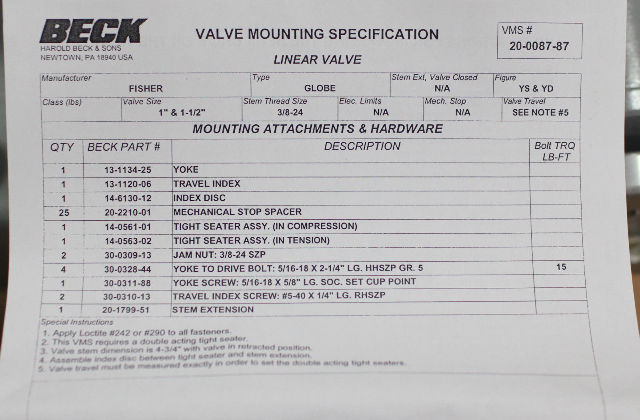 BECK
HAROLD BECK & SONS
NEWTOWN, PA 18940 USA
VALVE MOUNTING SPECIFICATION
LINEAR VALVE
VMS #
20-0087-87
Manufacturer Type Stem Ext, Valve Closed Figure
FISHER GLOBE N/A YS & YD
Class (lbs) Valve Size Stem Thread Size Elec. Limits Mech. Stop Valve Travel
1" & 1-1/2" 3/8-24 N/A N/A SEE NOTE #5
MOUNTING ATTACHMENTS & HARDWARE
QTY BECK PART # DESCRIPTION Bolt TRQ
LB-FT
1 13-1134-25 YOKE
1 13-1120-06 TRAVEL INDEX
1 14-6130-12 INDEX DISC
25 20-2210-01 MECHANICAL STOP SPACER
1 14-0561-01 TIGHT SEATER ASSY. (IN COMPRESSION)
1 14-0563-02 TIGHT SEATER ASSY. (IN TENSION)
2 30-0309-13 JAM NUT: 3/8-24 SZP
4 30-0328-44 YOKE TO DRIVE BOLT: 5/16-18 X 2-1/4" LG. HHSZP GR. 5 15
1 30-0311-88 YOKE SCREW: 5/16-18 X 5/8" LG. SOC. SET CUP POINT
2 30-0310-13 TRAVEL INDEX SCREW: #5-40 X 1/4" LG. RHSZP
1 20-1799-51 STEM EXTENSION
Special Instructions
1. Apply Loctite #242 or #290 to all fasteners.
2. This VMS requires a double acting tight seater.
3. Valve stem dimension is 4-3/4" with valve in retracted position.
4. Assemble index disc between tight seater and stem extension.
5. Valve travel must be measured exactly in order to set the double acting tight seaters.